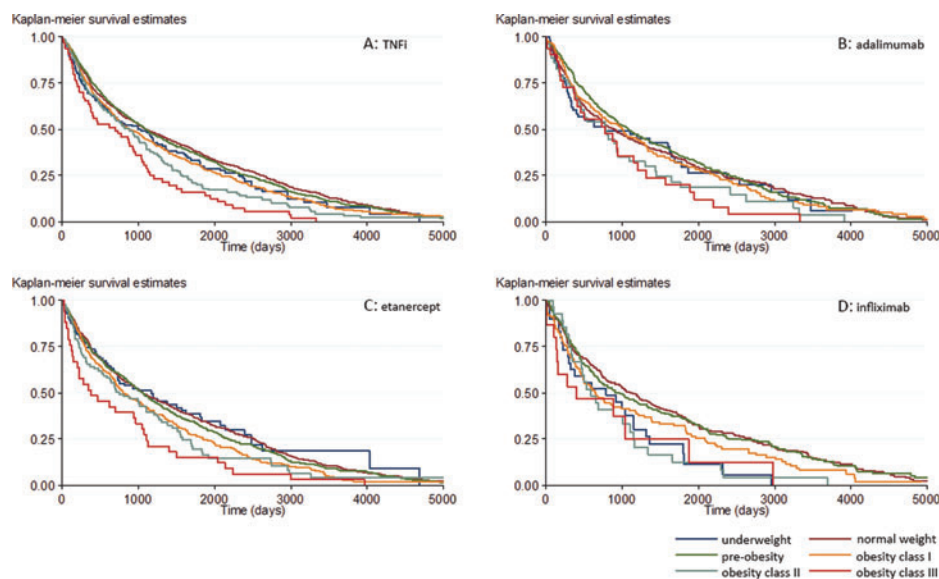 Kaplan-meier survival estimates
A: TNFi
1.00
0.75
0.50
0.25
0.00
0 1000 2000 3000 4000 5000
Time (days)
Kaplan-meier survival estimates
B: adalimumab
1.00
0.75
0.50
0.25
0.00
0 1000 2000 3000 4000 5000
Time (days)
Kaplan-meier survival estimates
C: etanercept
1.00
0.75
0.50
0.25
0.00
0 1000 2000 3000 4000 5000
Time (days)
Kaplan-meier survival estimates
D: infliximab
1.00
0.75
0.50
0.25
0.00
0 1000 2000 3000 4000 5000
Time (days)
underweight normal weight
pre-obesity obesity class I
obesity class II obesity class III